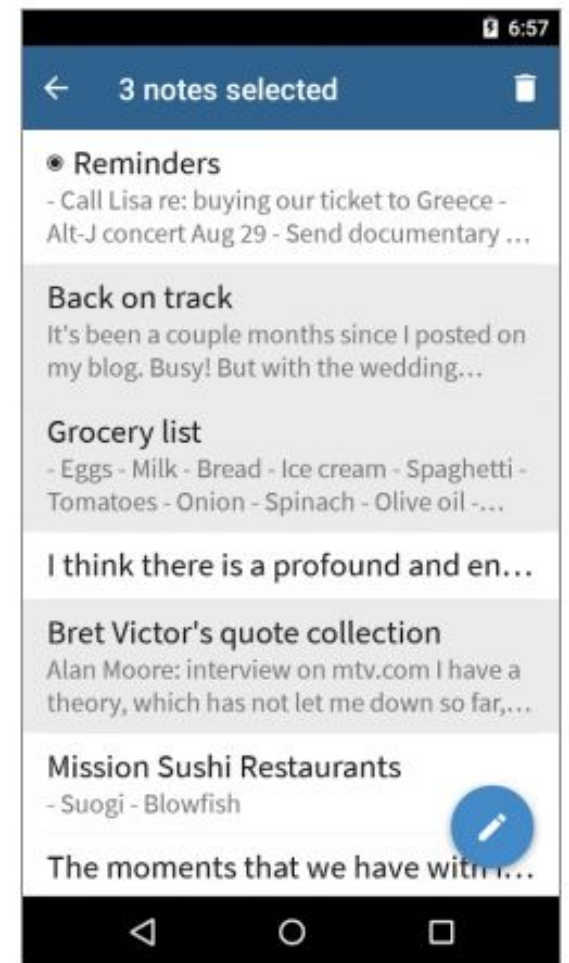 6:57
3 notes selected
Reminders
- Call Lisa re: buying our ticket to Greece -
Alt-J concert Aug 29 - Send documentary ...
Back on track
It's been a couple months since I posted on
my blog. Busy! But with the wedding...
Grocery list
- Eggs - Milk - Bread - Ice cream - Spaghetti -
Tomatoes - Onion - Spinach - Olive oil -...
I think there is a profound and en...
Bret Victor's quote collection
Alan Moore: interview on mtv.com I have a
theory, which has not let me down so far,...
Mission Sushi Restaurants
- Suogi - Blowfish
The moments that we have with ...